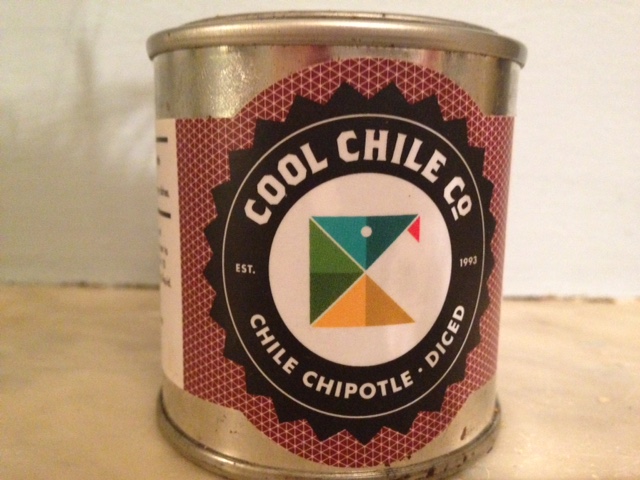 COOL CHILE Co
EST.
1993
CHILE CHIPOTLE · DICED